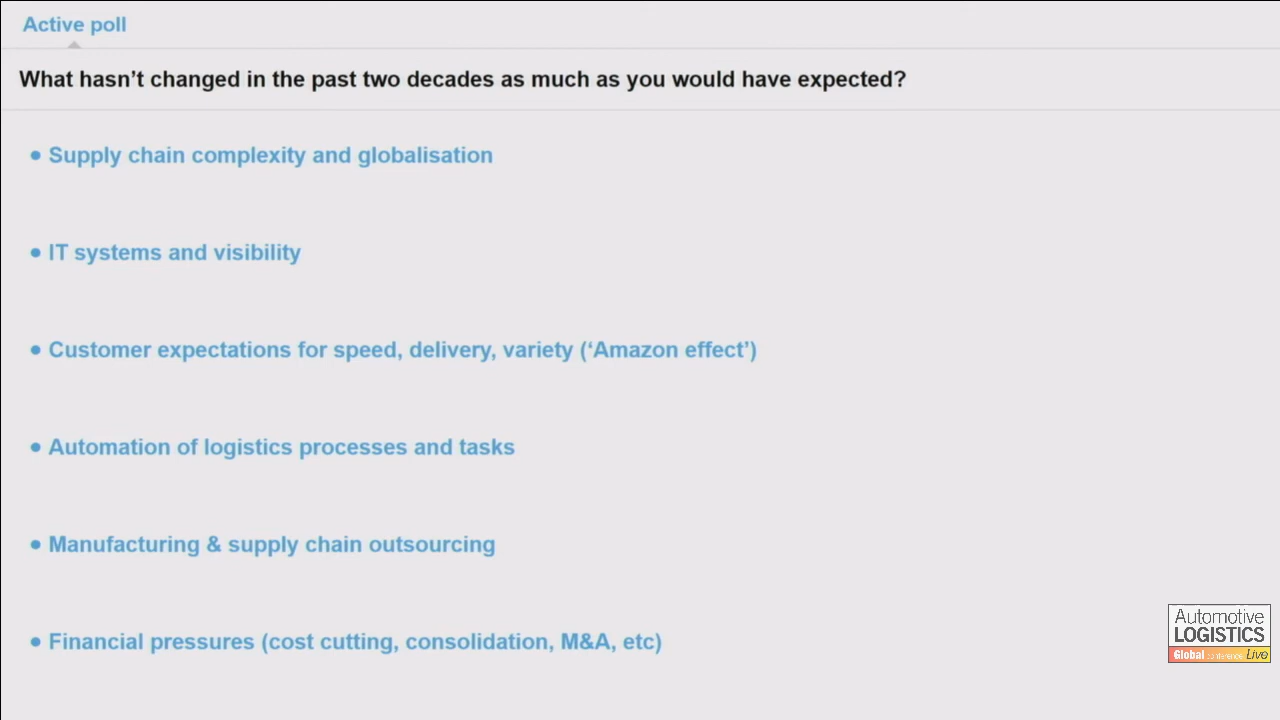 Active poll
What hasn’t changed in the past two decades as much as you would have expected?
• Supply chain complexity and globalisation
• IT systems and visibility
• Customer expectations for speed, delivery, variety (‘Amazon effect’)
• Automation of logistics processes and tasks
• Manufacturing & supply chain outsourcing
• Financial pressures (cost cutting, consolidation, M&A, etc)
Automotive
LOGISTICS
Global conference Live